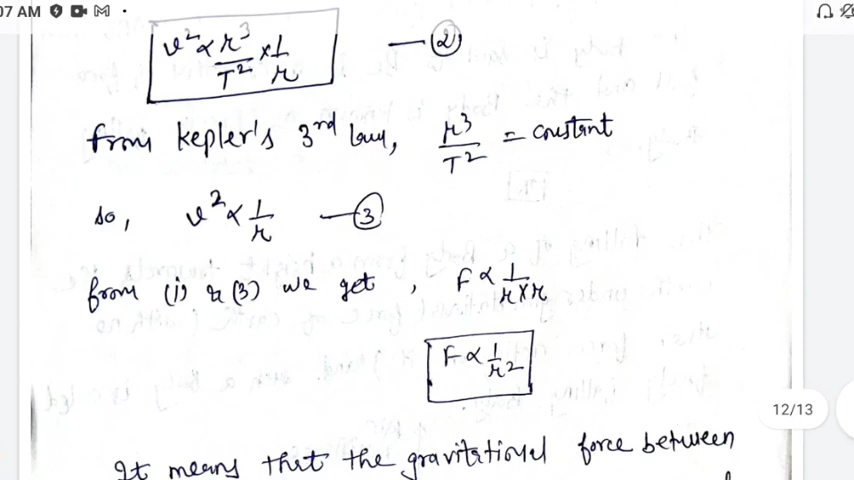 07 AM
v² ∝ r³/T² × 1/r — (2)
from Kepler's 3rd law, r³/T² = constant
so, v² ∝ 1/r — (3)
from (i) & (3) we get, F ∝ 1/r×r
F ∝ 1/r²
12/13
It means that the gravitational force between